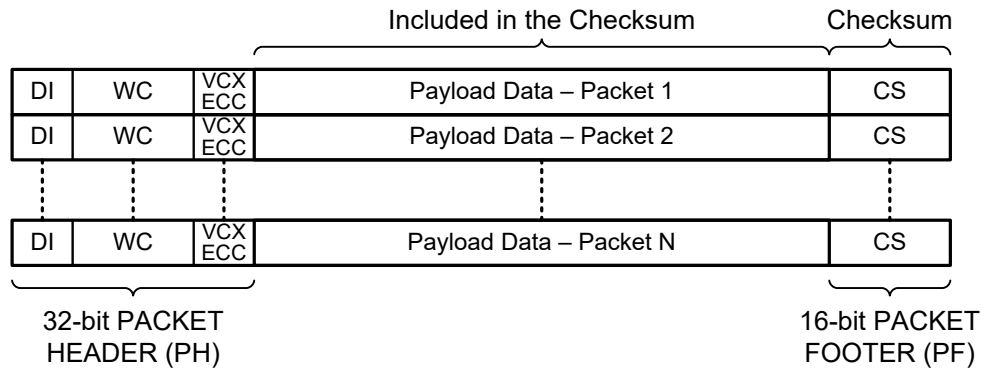 Included in the Checksum Checksum
DI WC VCX ECC Payload Data – Packet 1 CS
DI WC VCX ECC Payload Data – Packet 2 CS
DI WC VCX ECC Payload Data – Packet N CS
32-bit PACKET
HEADER (PH)
16-bit PACKET
FOOTER (PF)